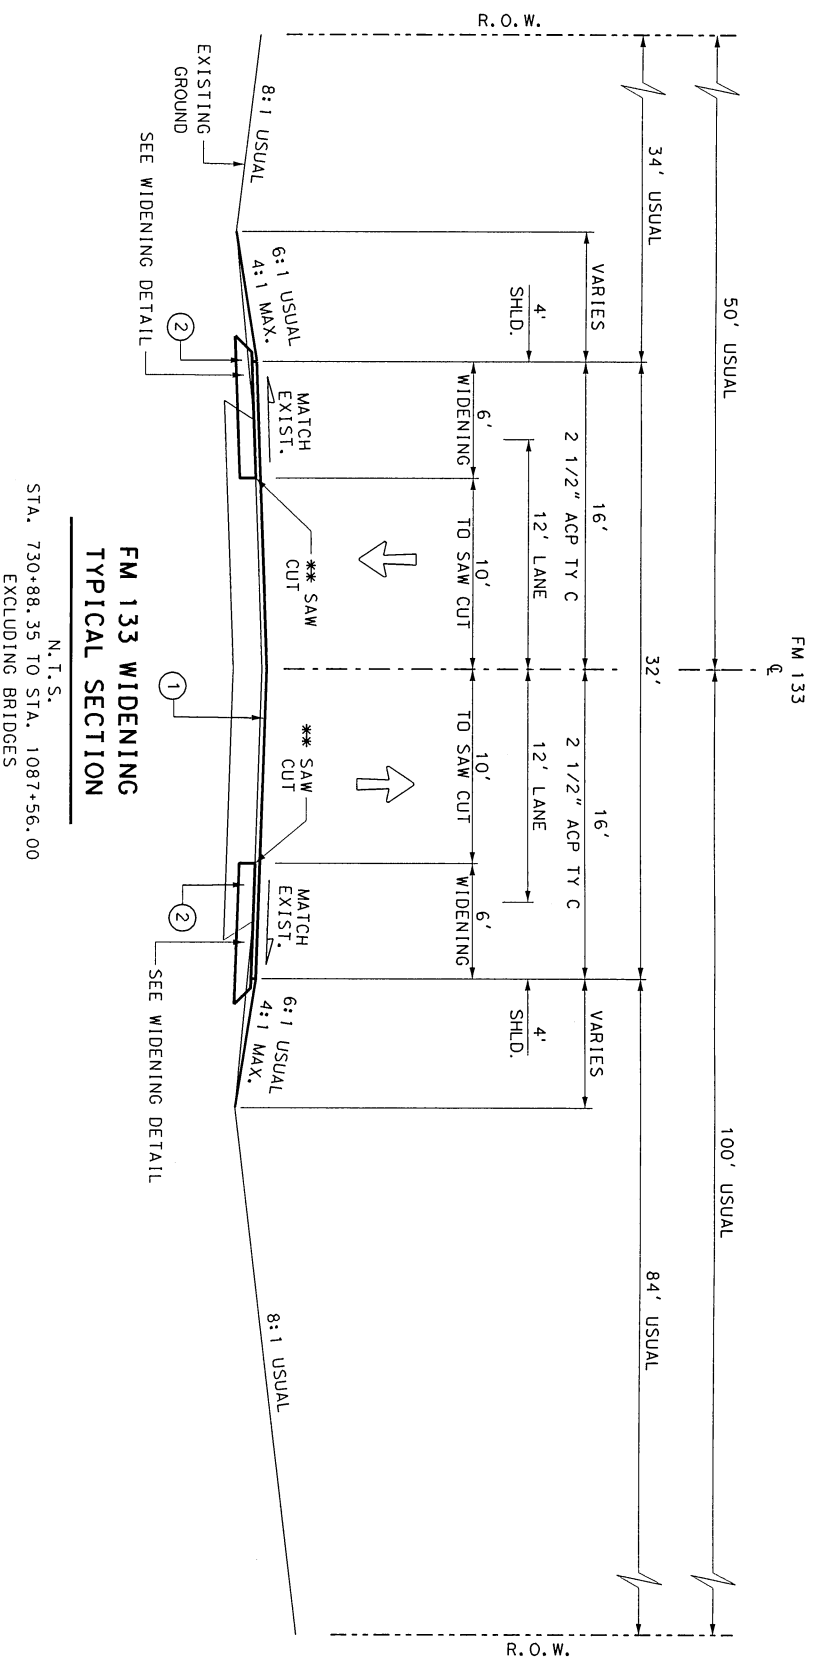 FM 133
℄
R.O.W.
50' USUAL
100' USUAL
R.O.W.
34' USUAL
32'
84' USUAL
VARIES
16'
2 1/2" ACP TY C
16'
2 1/2" ACP TY C
VARIES
4'
SHLD.
12' LANE
12' LANE
4'
SHLD.
6'
WIDENING
10'
TO SAW CUT
10'
TO SAW CUT
6'
WIDENING
8:1 USUAL
6:1 USUAL
4:1 MAX.
MATCH
EXIST.
** SAW
CUT
** SAW
CUT
MATCH
EXIST.
6:1 USUAL
4:1 MAX.
8:1 USUAL
EXISTING
GROUND
SEE WIDENING DETAIL
2
1
2
SEE WIDENING DETAIL
FM 133 WIDENING
TYPICAL SECTION
N.T.S.
STA. 730+88.35 TO STA. 1087+56.00
EXCLUDING BRIDGES